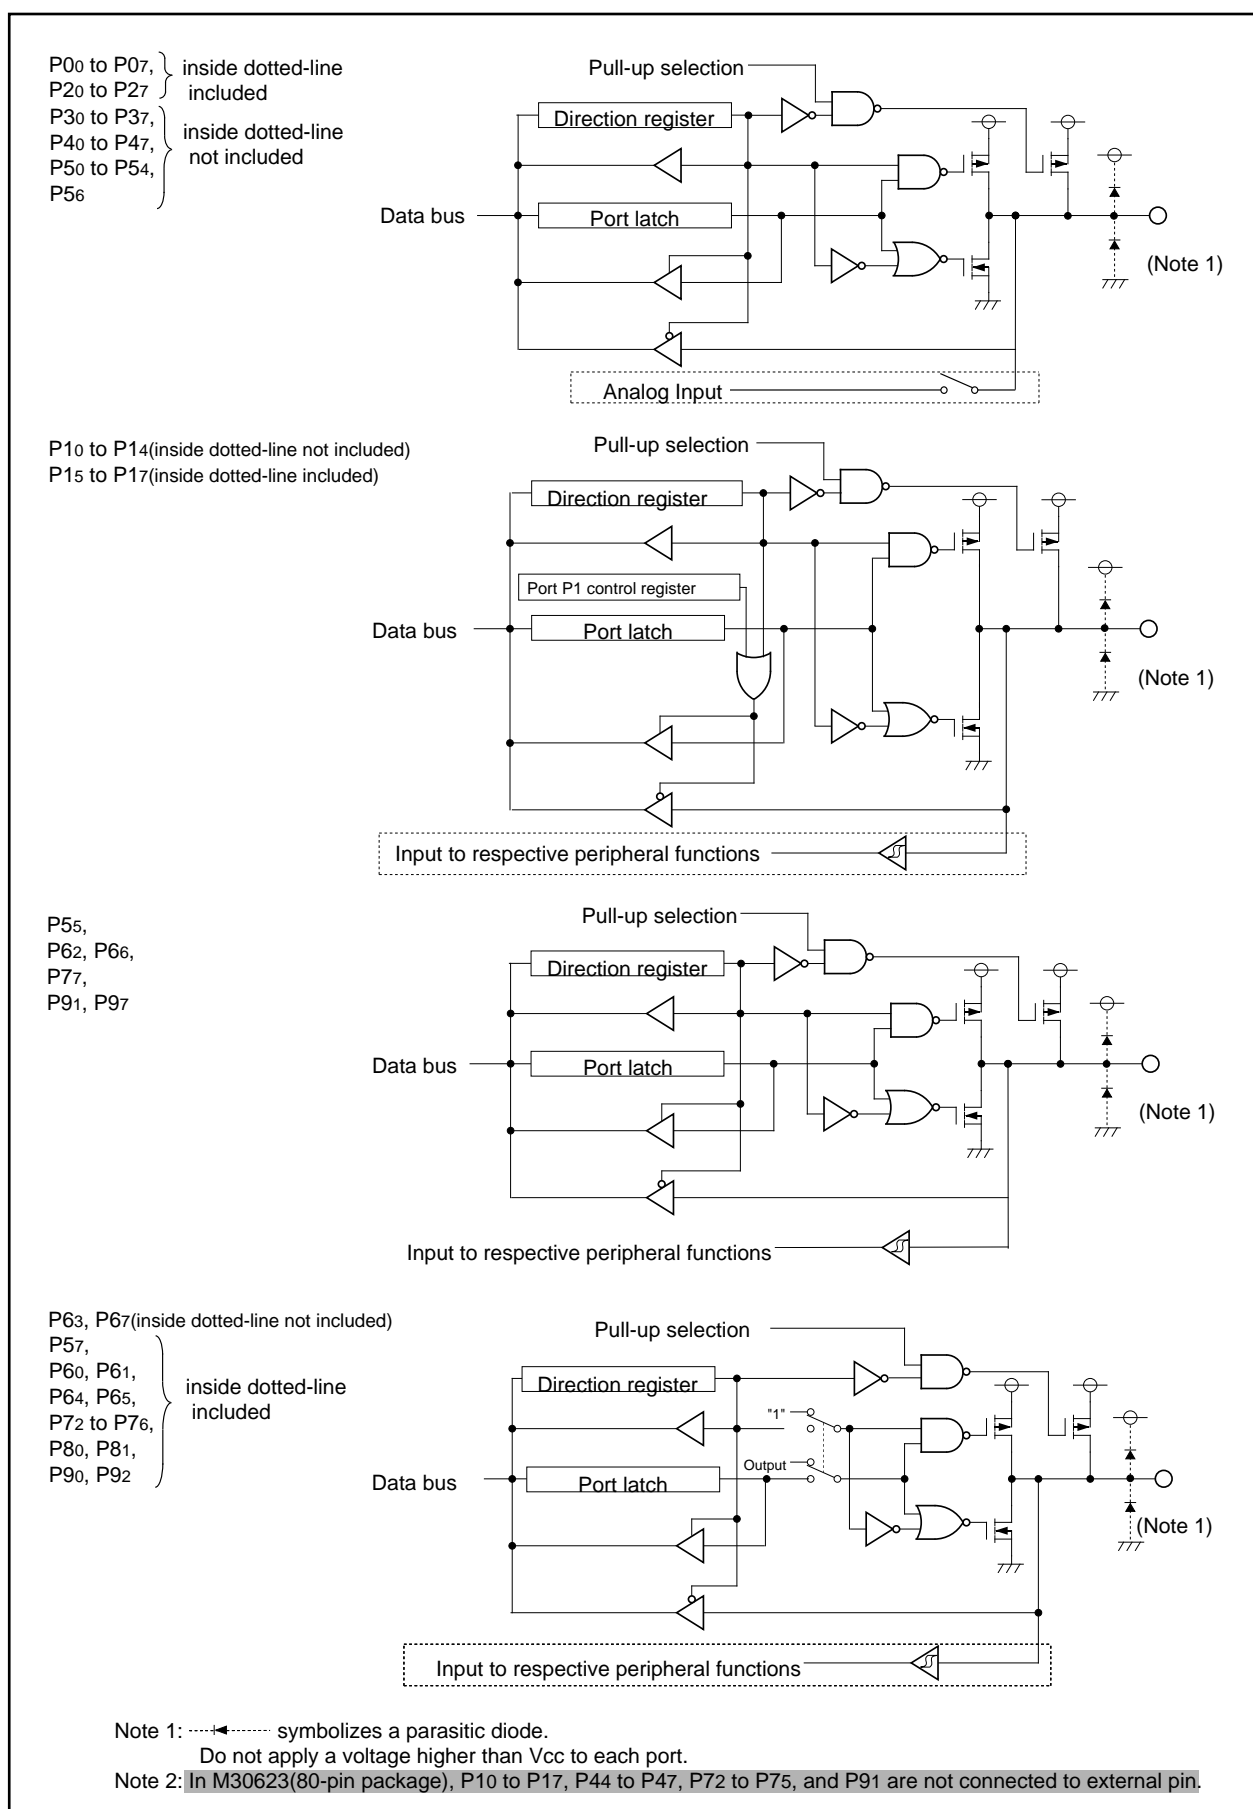 P00 to P07,
P20 to P27
inside dotted-line
included
P30 to P37,
P40 to P47,
P50 to P54,
P56
inside dotted-line
not included
Pull-up selection
Direction register
Data bus
Port latch
(Note 1)
Analog Input
P10 to P14(inside dotted-line not included)
P15 to P17(inside dotted-line included)
Pull-up selection
Direction register
Port P1 control register
Data bus
Port latch
(Note 1)
Input to respective peripheral functions
P55,
P62, P66,
P77,
P91, P97
Pull-up selection
Direction register
Data bus
Port latch
(Note 1)
Input to respective peripheral functions
P63, P67(inside dotted-line not included)
P57,
P60, P61,
P64, P65,
P72 to P76,
P80, P81,
P90, P92
inside dotted-line
included
Pull-up selection
Direction register
"1"
Output
Data bus
Port latch
(Note 1)
Input to respective peripheral functions
Note 1: symbolizes a parasitic diode.
Do not apply a voltage higher than Vcc to each port.
Note 2: In M30623(80-pin package), P10 to P17, P44 to P47, P72 to P75, and P91 are not connected to external pin.